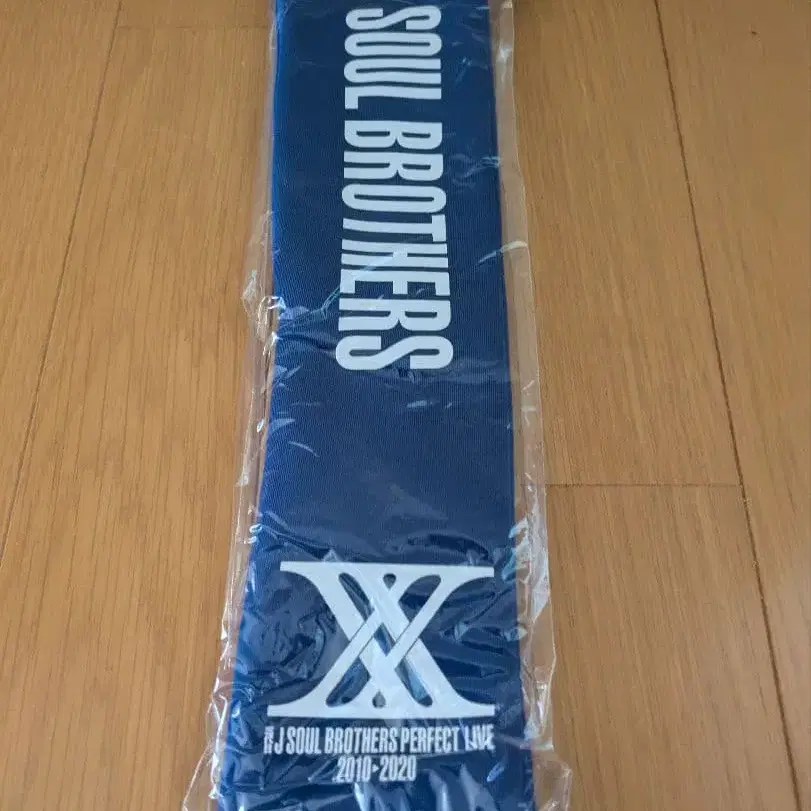 SOUL BROTHERS
J SOUL BROTHERS PERFECT LIVE
2010▶2020